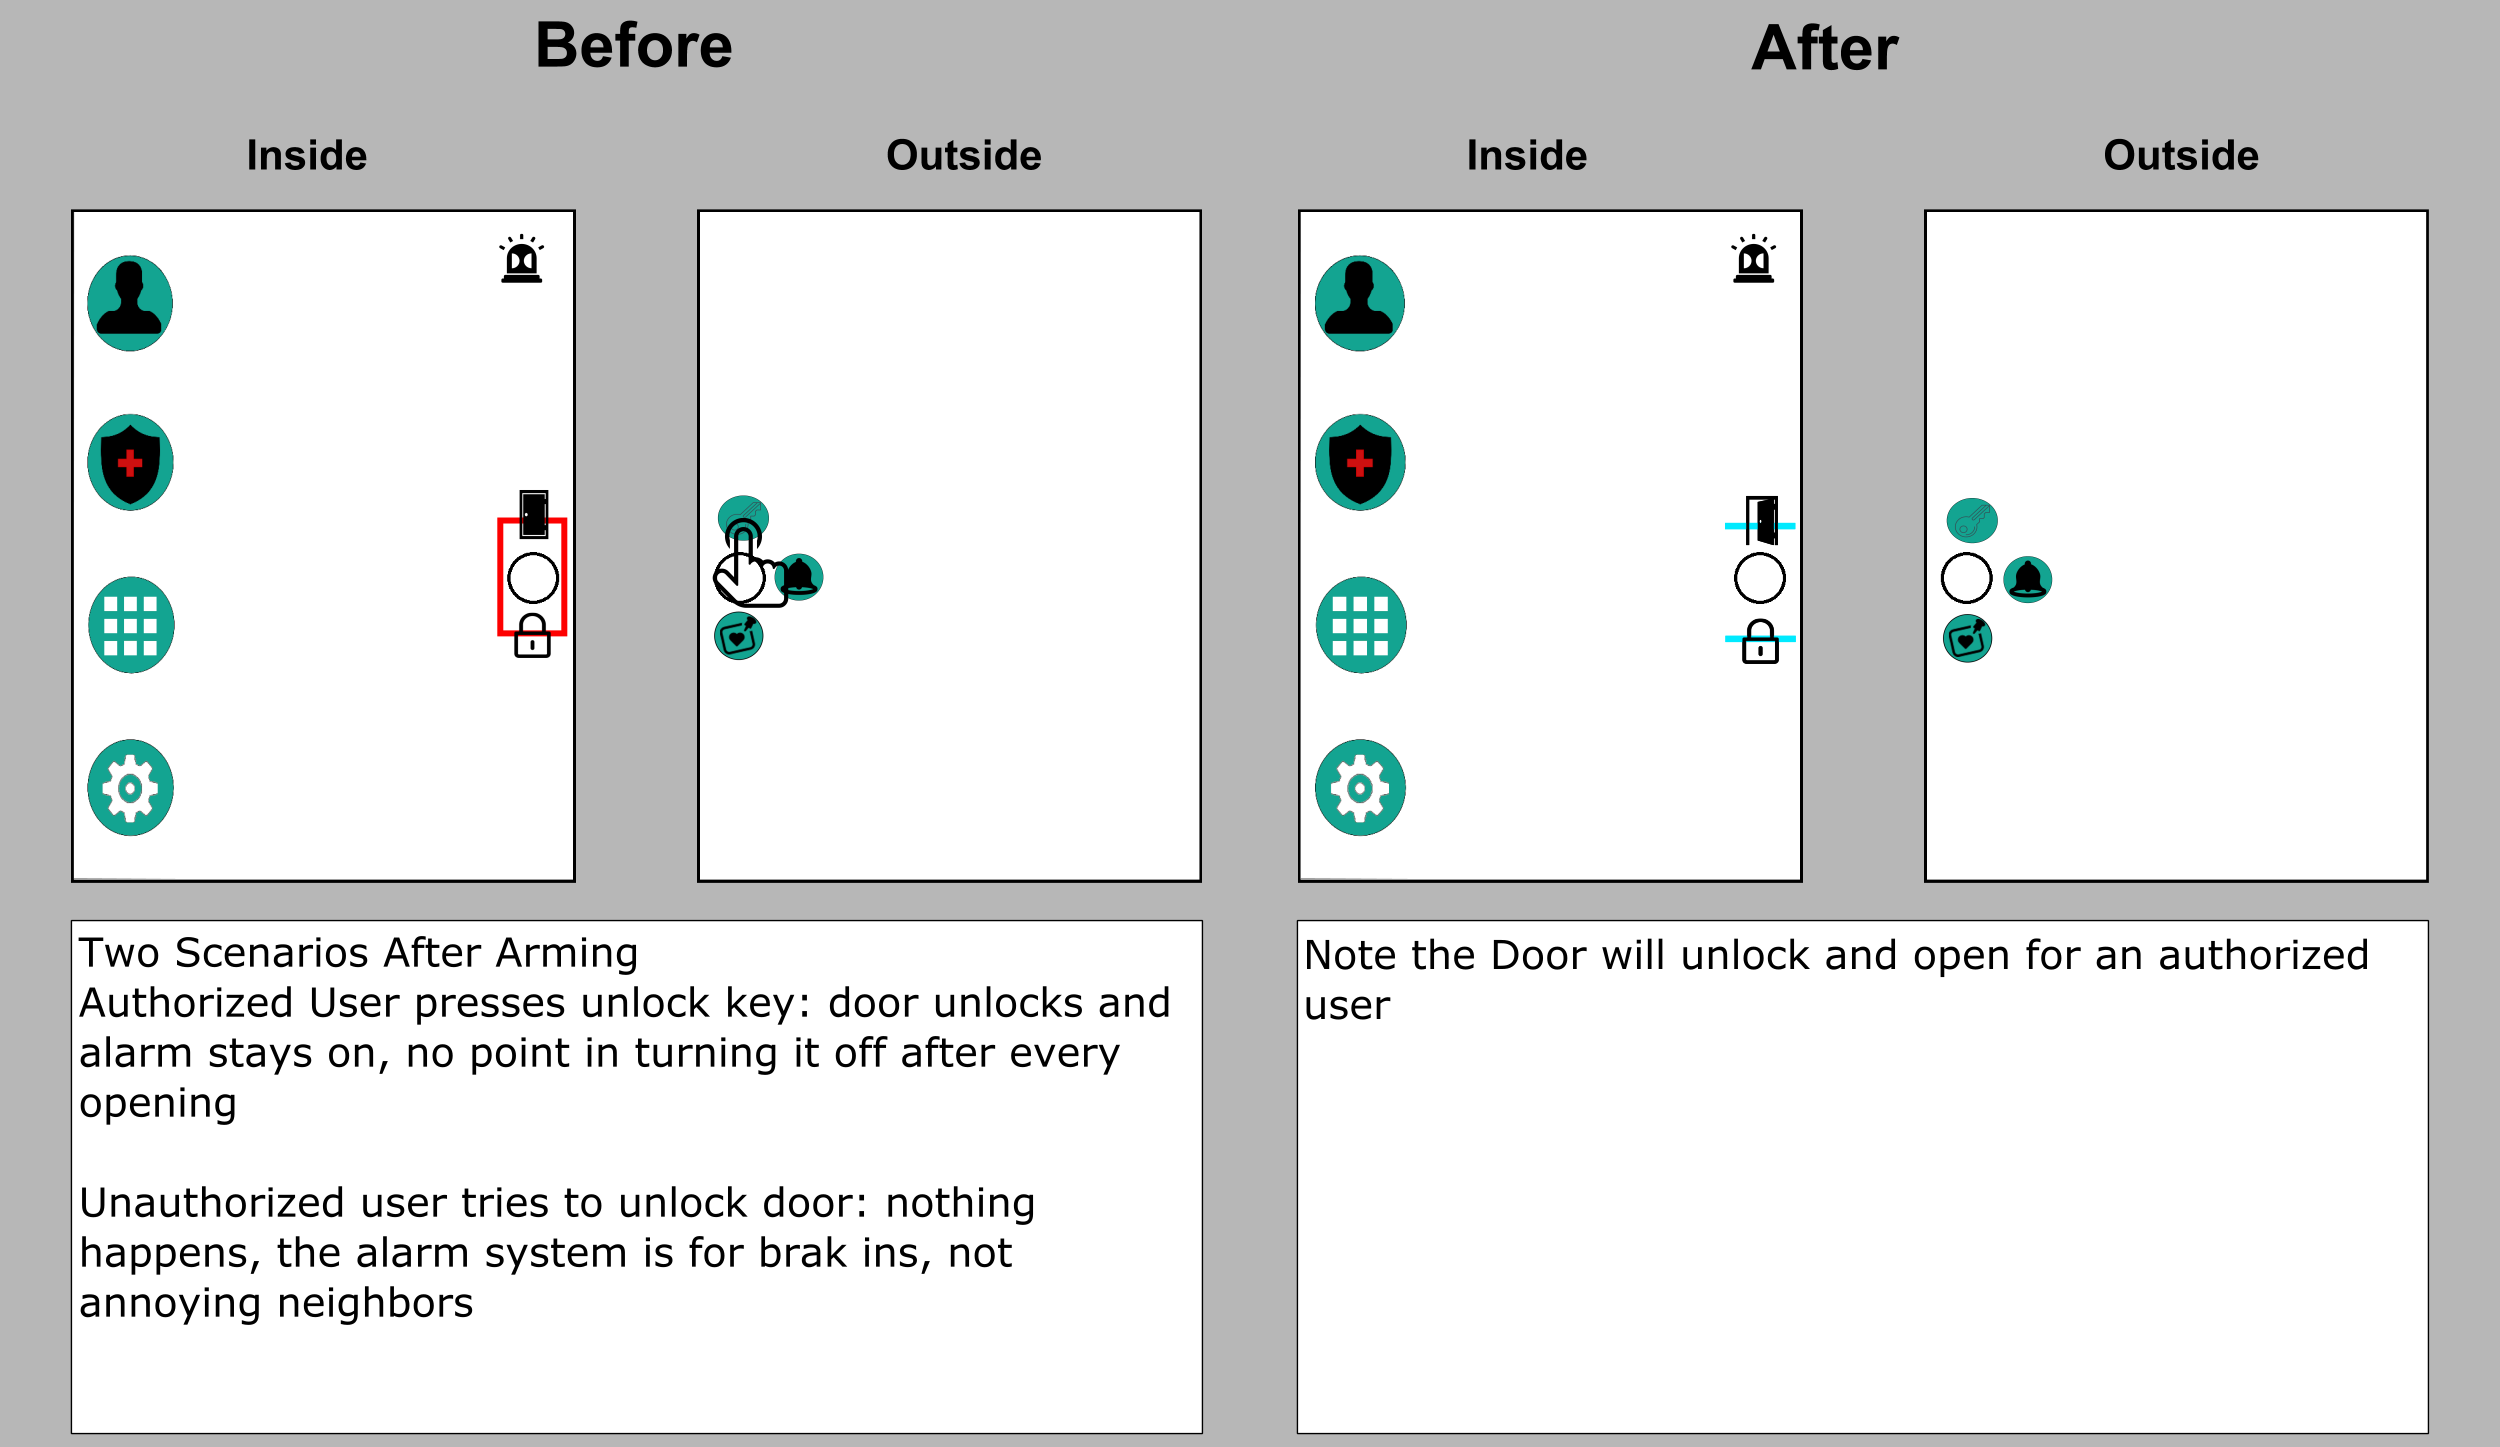 Before
After
Inside
Outside
Inside
Outside
Two Scenarios After Arming
Authorized User presses unlock key: door unlocks and
alarm stays on, no point in turning it off after every
opening
Unauthorized user tries to unlock door: nothing
happens, the alarm system is for brak ins, not
annoying neighbors
Note the Door will unlock and open for an authorized
user